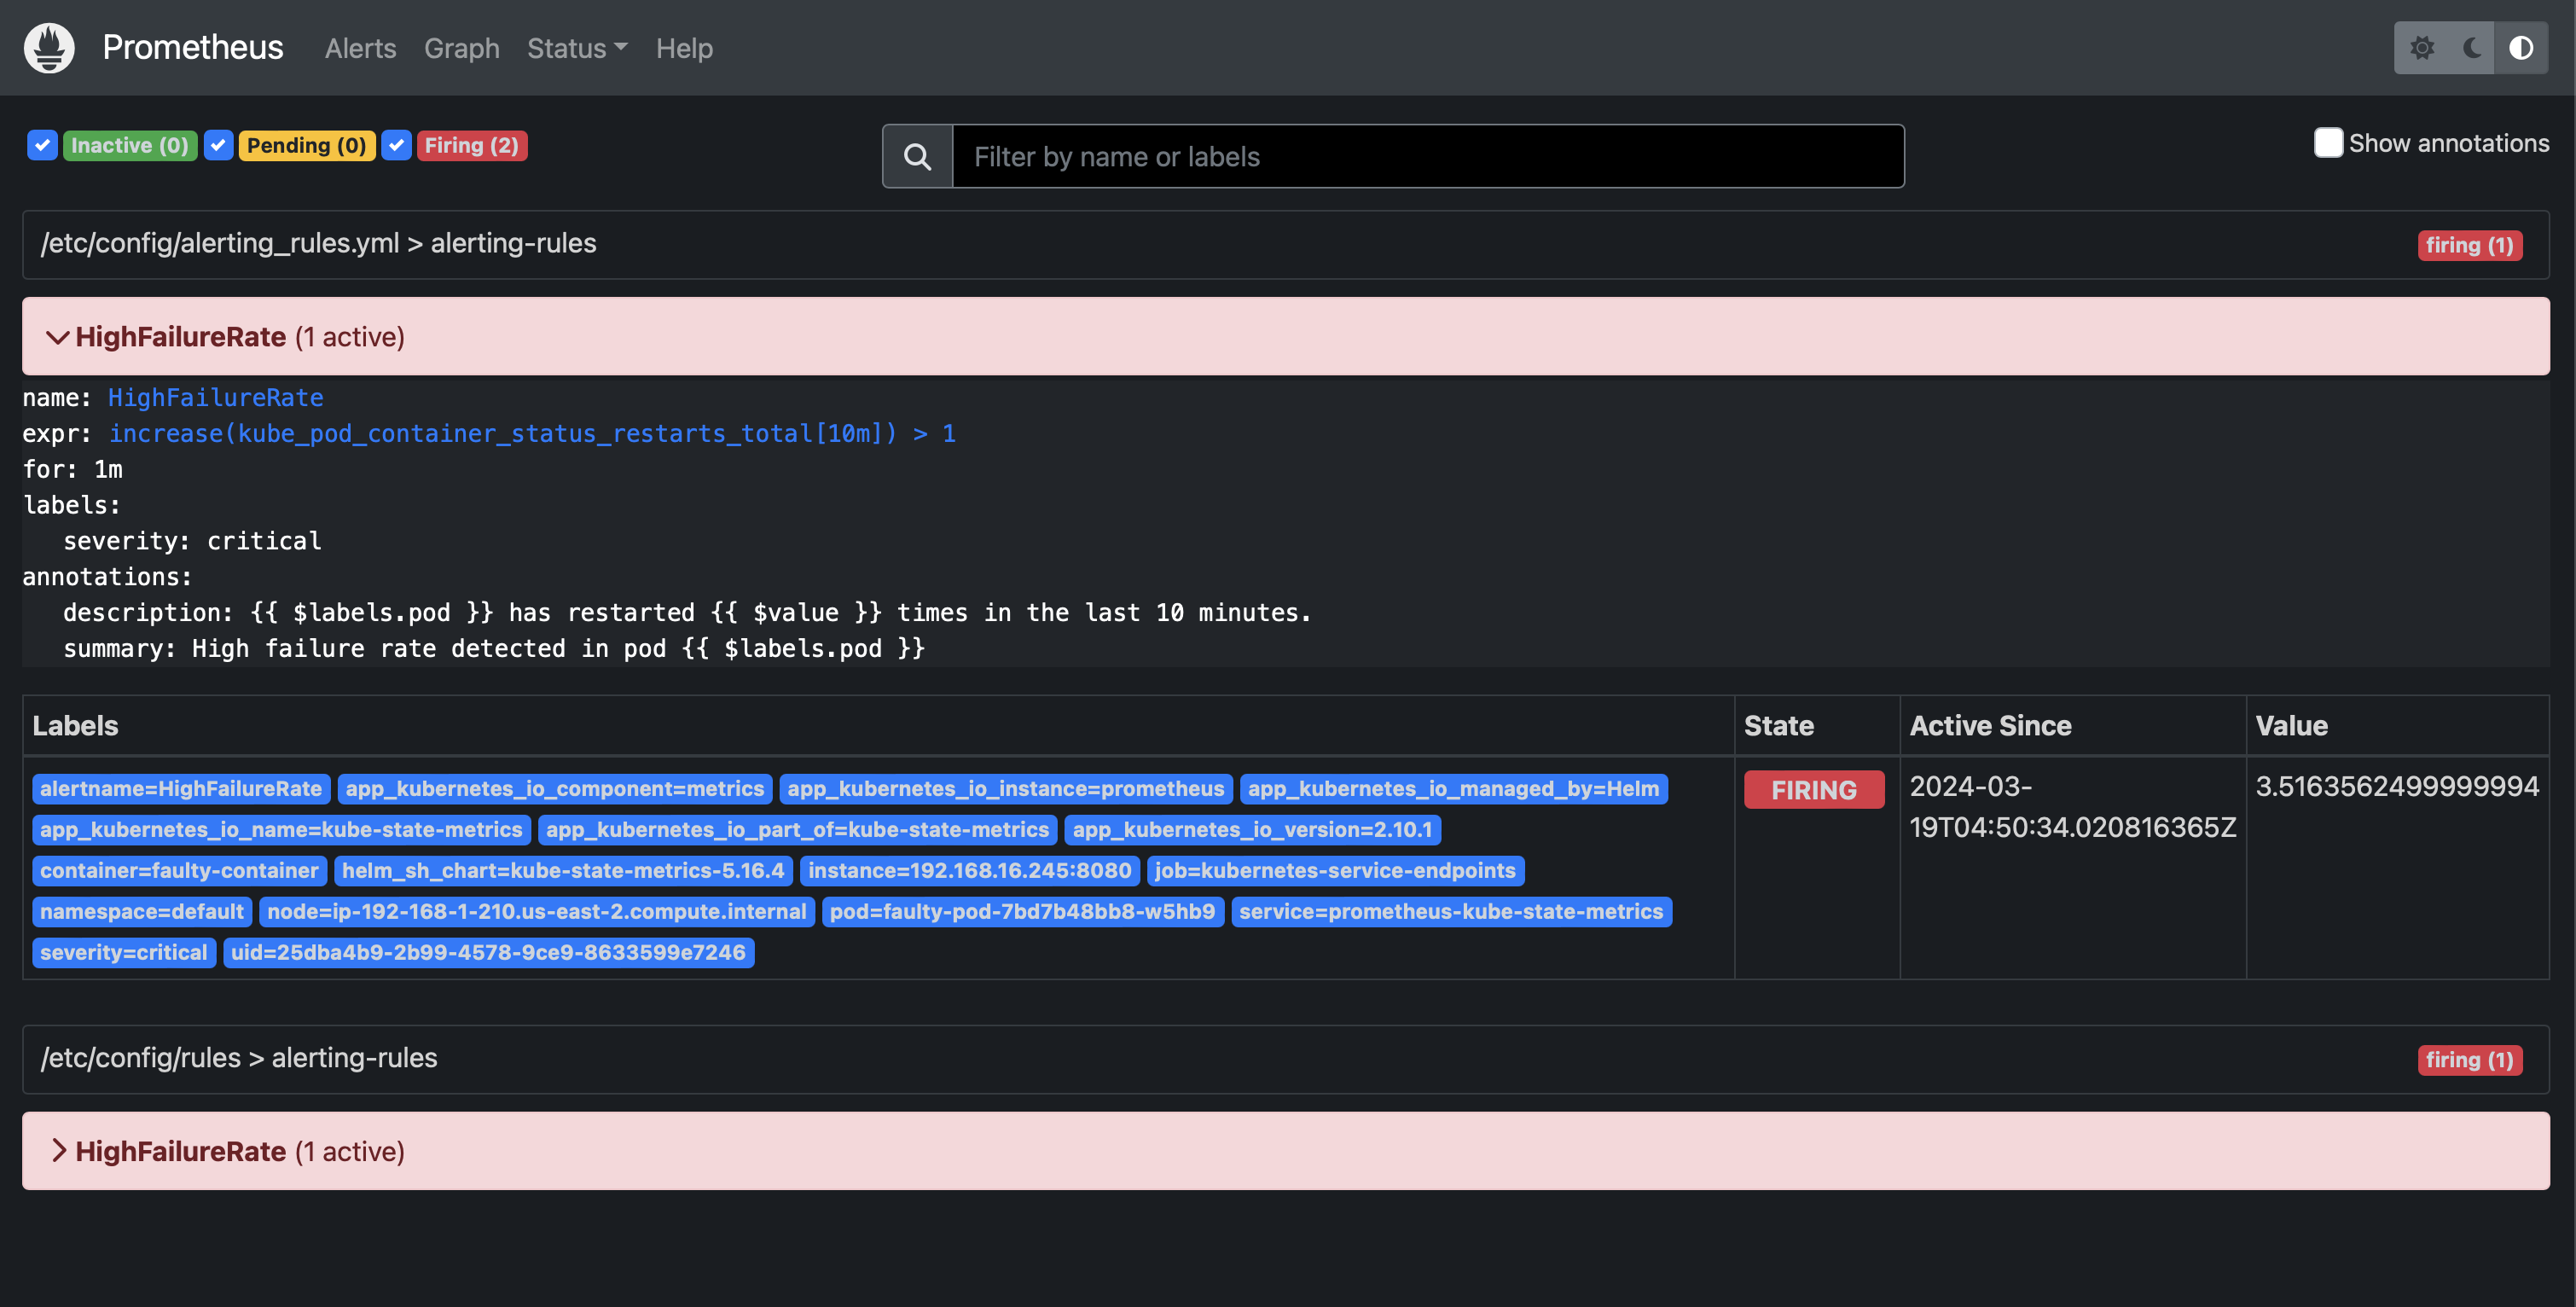 Prometheus Alerts Graph Status Help
Inactive (0) Pending (0) Firing (2) Filter by name or labels Show annotations
/etc/config/alerting_rules.yml > alerting-rules firing (1)
HighFailureRate (1 active)
name: HighFailureRate
expr: increase(kube_pod_container_status_restarts_total[10m]) > 1
for: 1m
labels:
severity: critical
annotations:
description: {{ $labels.pod }} has restarted {{ $value }} times in the last 10 minutes.
summary: High failure rate detected in pod {{ $labels.pod }}
Labels State Active Since Value
alertname=HighFailureRate app_kubernetes_io_component=metrics app_kubernetes_io_instance=prometheus app_kubernetes_io_managed_by=Helm
app_kubernetes_io_name=kube-state-metrics app_kubernetes_io_part_of=kube-state-metrics app_kubernetes_io_version=2.10.1
container=faulty-container helm_sh_chart=kube-state-metrics-5.16.4 instance=192.168.16.245:8080 job=kubernetes-service-endpoints
namespace=default node=ip-192-168-1-210.us-east-2.compute.internal pod=faulty-pod-7bd7b48bb8-w5hb9 service=prometheus-kube-state-metrics
severity=critical uid=25dba4b9-2b99-4578-9ce9-8633599e7246
FIRING
2024-03-
19T04:50:34.020816365Z
3.5163562499999994
/etc/config/rules > alerting-rules firing (1)
HighFailureRate (1 active)